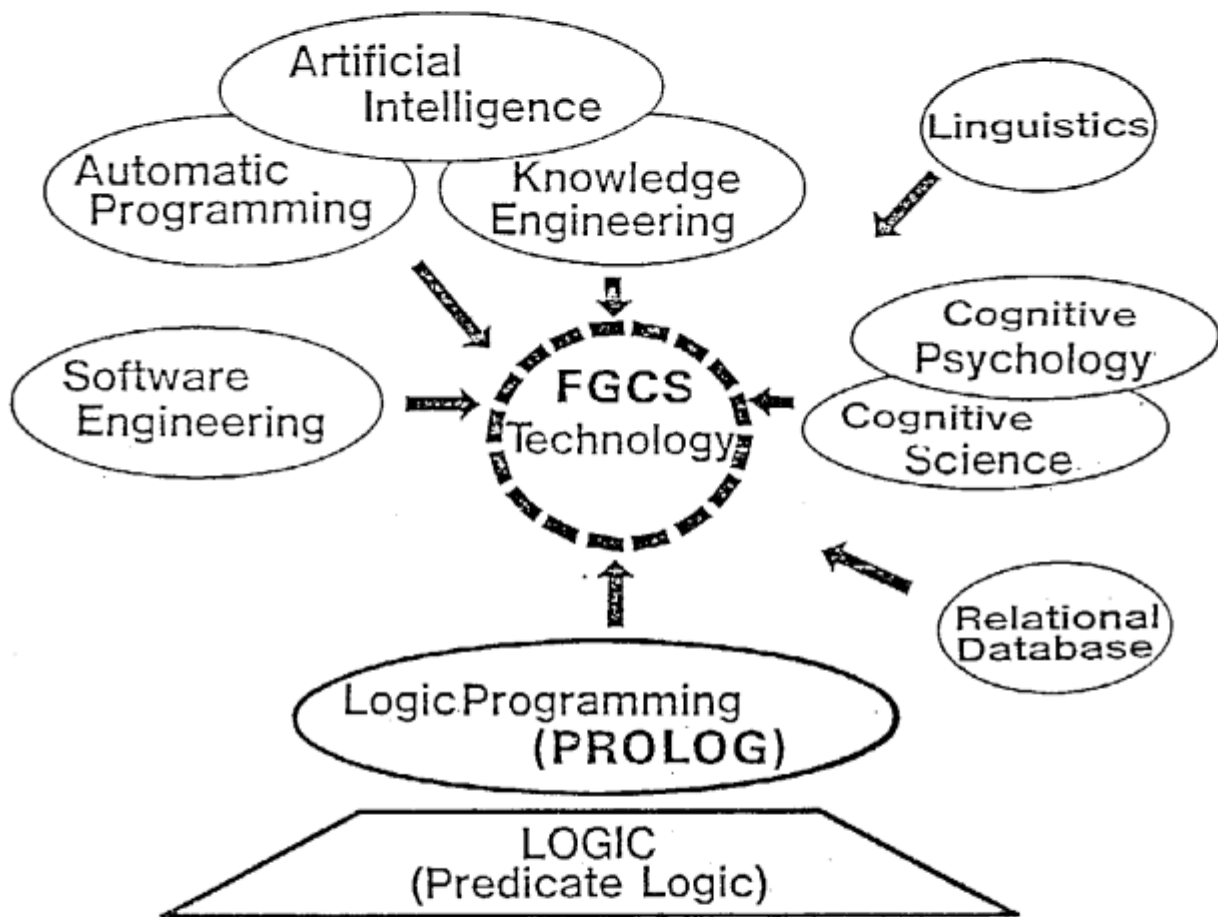 Artificial
Intelligence
Automatic
Programming
Knowledge
Engineering
Linguistics
Software
Engineering
FGCS
Technology
Cognitive
Psychology
Cognitive
Science
Relational
Database
Logic Programming
(PROLOG)
LOGIC
(Predicate Logic)